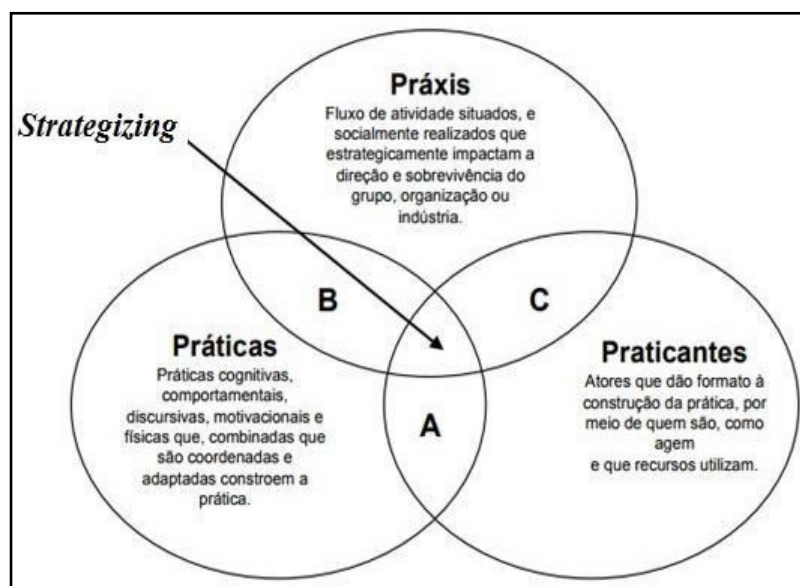 Práxis
Fluxo de atividade situados, e
socialmente realizados que
estrategicamente impactam a
direção e sobrevivência do
grupo, organização ou
indústria.
Strategizing
B
C
Práticas
Práticas cognitivas,
comportamentais,
discursivas, motivacionais e
físicas que, combinadas que
são coordenadas e
adaptadas constroem a
prática.
Praticantes
Atores que dão formato à
construção da prática, por
meio de quem são, como
agem
e que recursos utilizam.
A